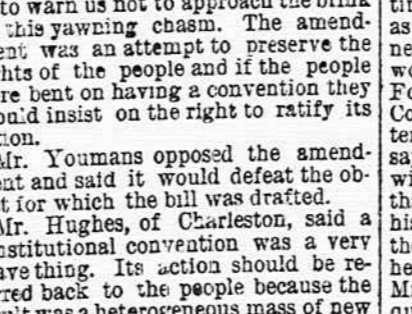 to warn us not to approach the brink
this yawning chasm. The amend-
ent was an attempt to preserve the
hts of the people and if the people
re bent on having a convention they
ould insist on the right to ratify its
ion.
Mr. Youmans opposed the amend-
ent and said it would defeat the ob-
t for which the bill was drafted.
Mr. Hughes, of Charleston, said a
nstitutional convention was a very
ave thing. Its action should be re-
rred back to the people because the
was a heterogeneous mass of new